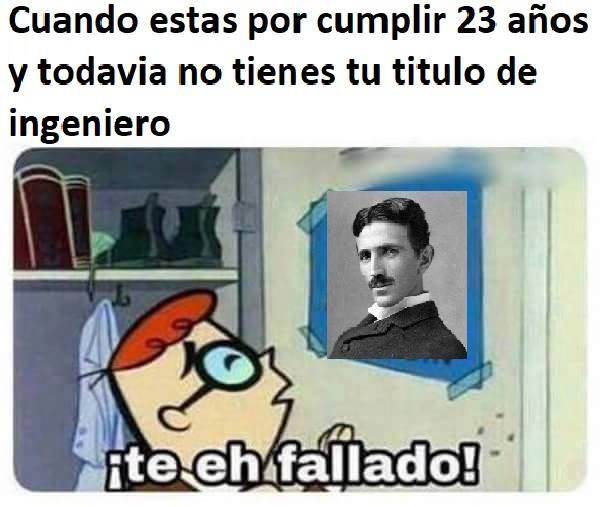 Cuando estas por cumplir 23 años
y todavia no tienes tu titulo de
ingeniero
¡te eh fallado!